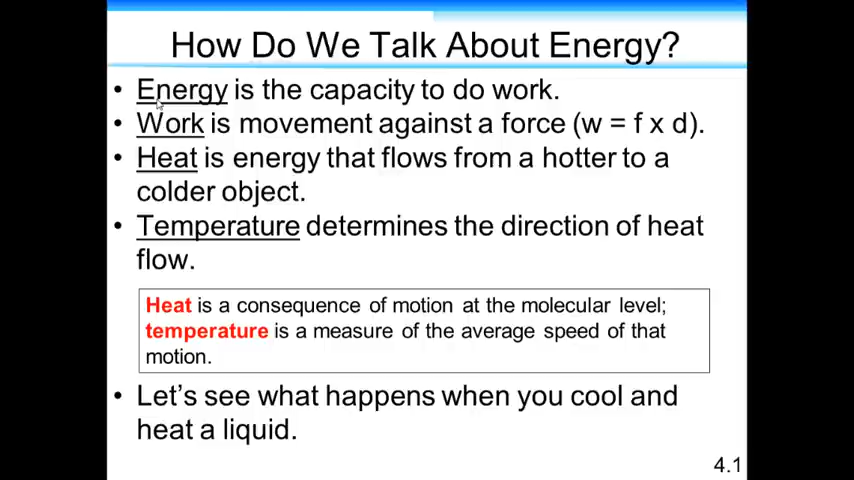 How Do We Talk About Energy?
• Energy is the capacity to do work.
• Work is movement against a force (w = f x d).
• Heat is energy that flows from a hotter to a
colder object.
• Temperature determines the direction of heat
flow.
Heat is a consequence of motion at the molecular level;
temperature is a measure of the average speed of that
motion.
• Let’s see what happens when you cool and
heat a liquid.
4.1